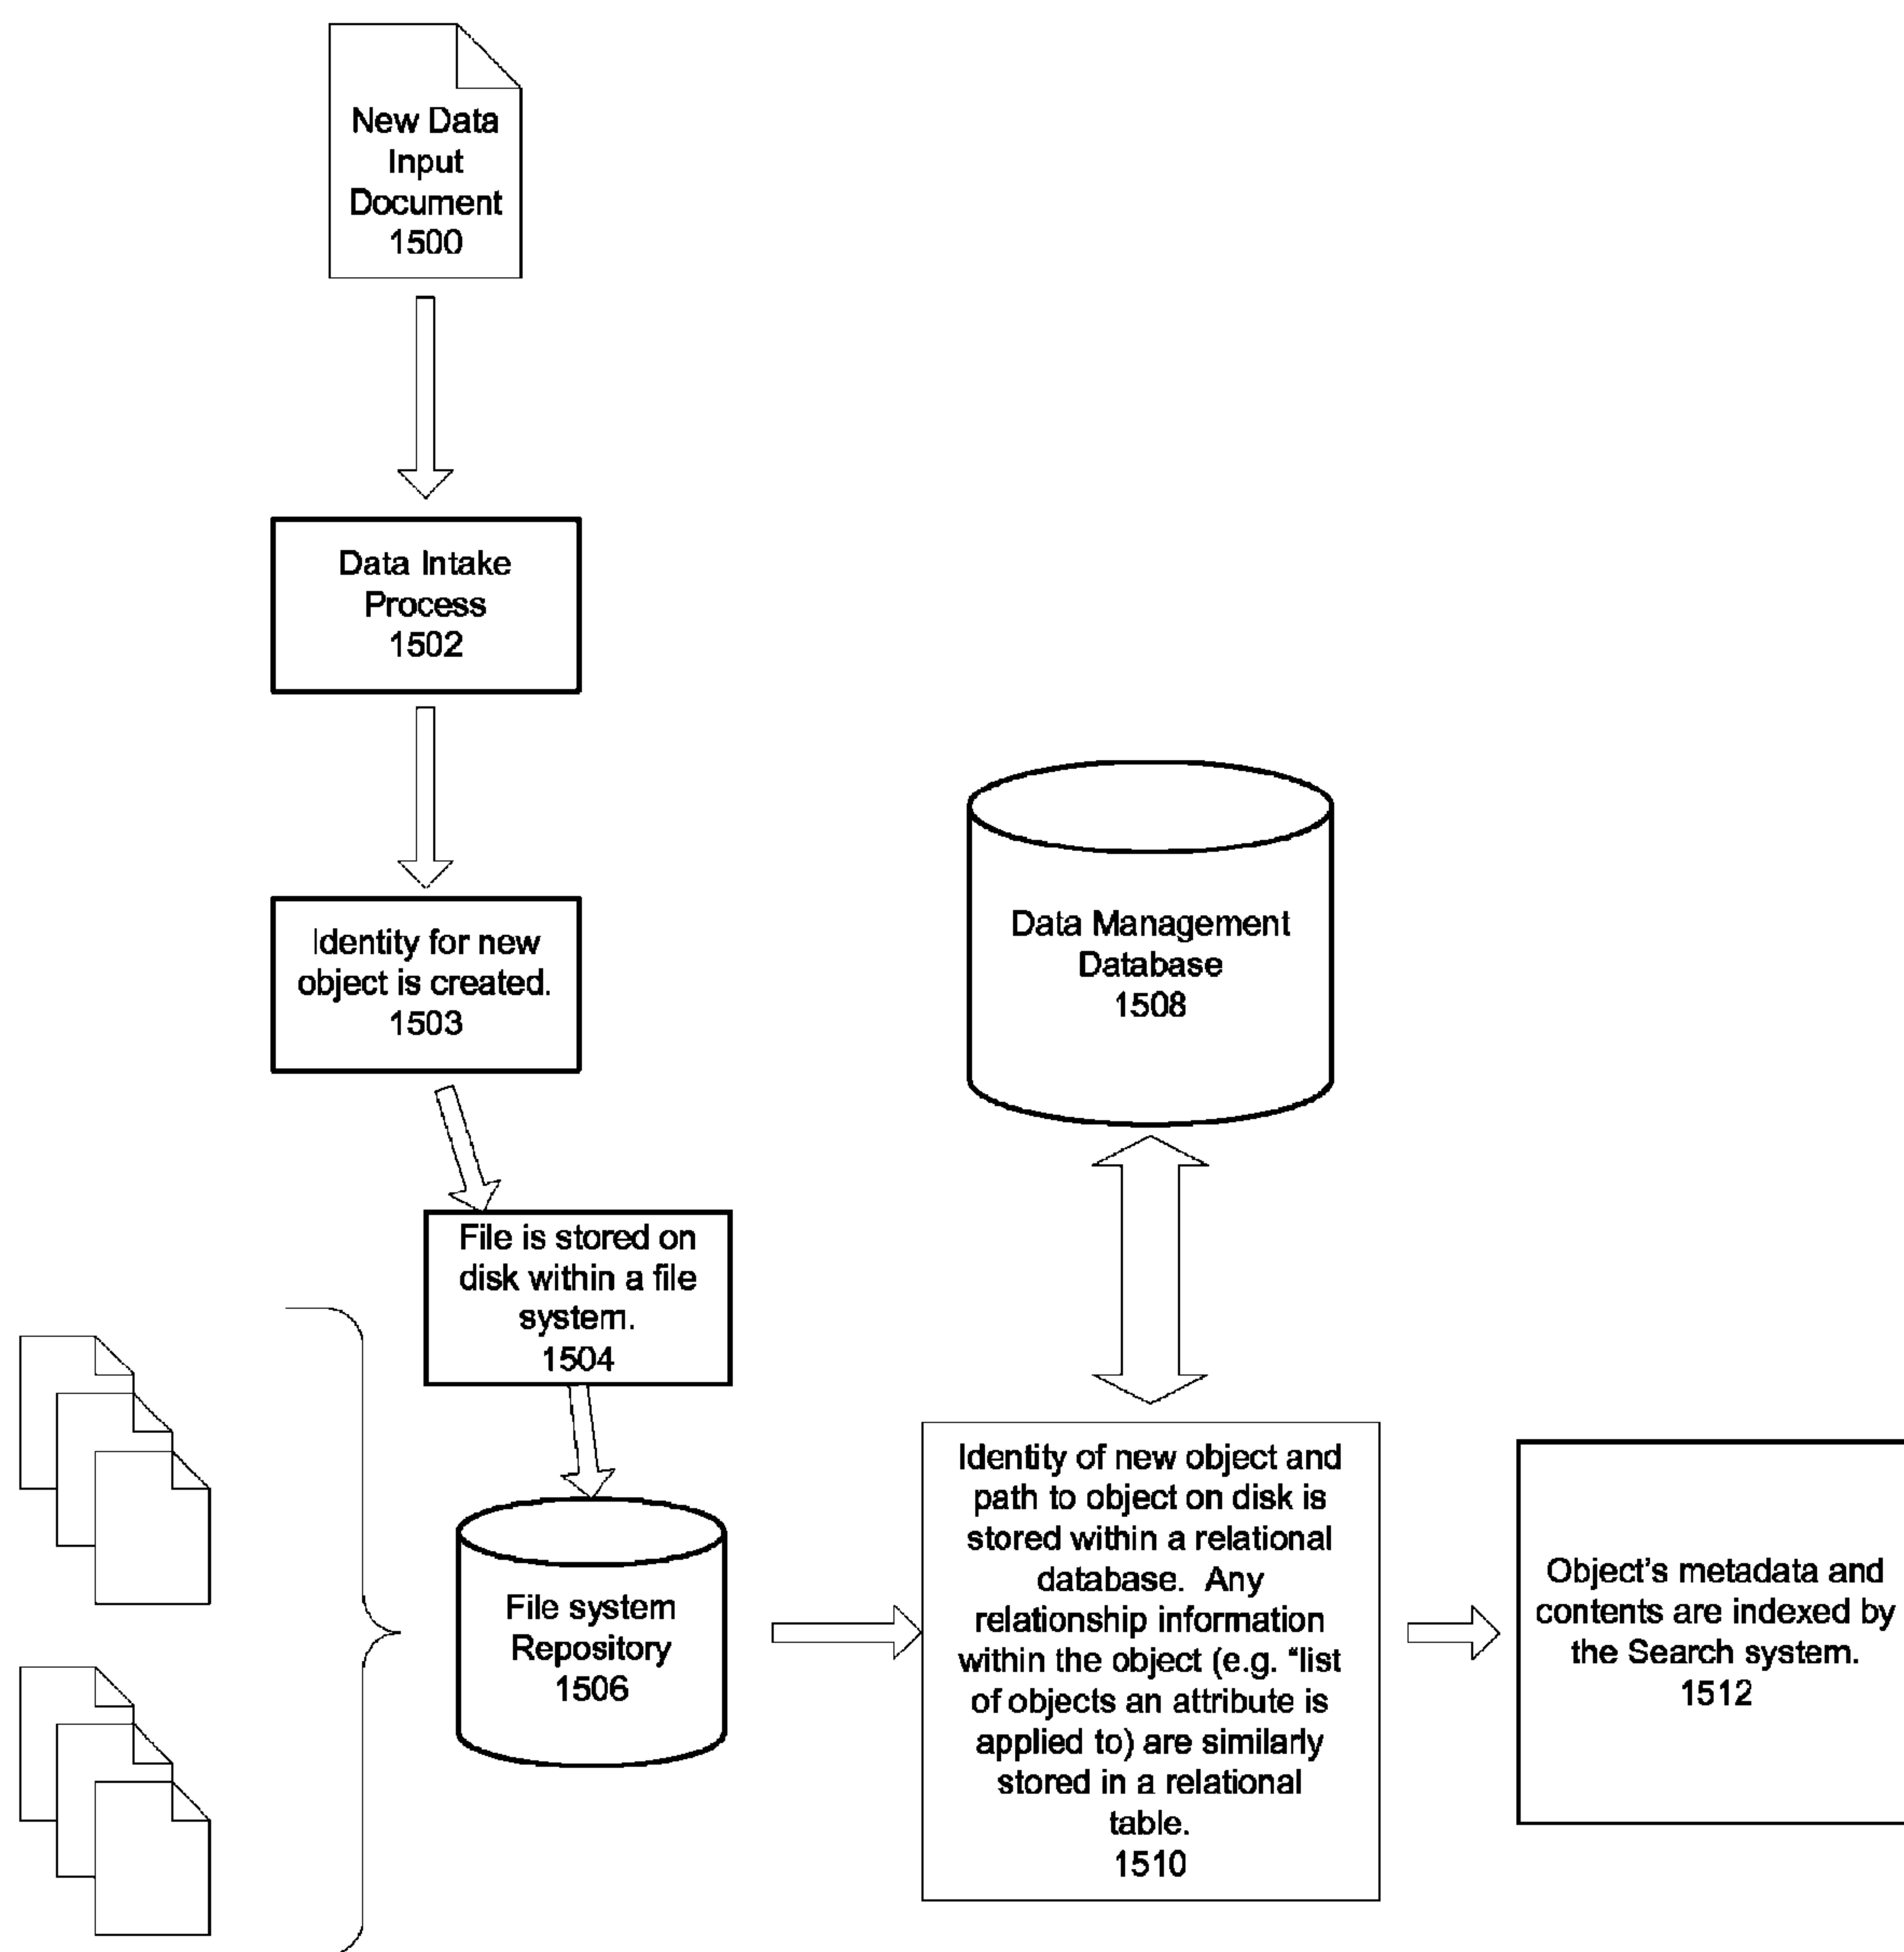 New Data
Input
Document
1500
Data Intake
Process
1502
Identity for new
object is created.
1503
Data Management
Database
1508
File is stored on
disk within a file
system.
1504
File system
Repository
1506
Identity of new object and
path to object on disk is
stored within a relational
database.  Any
relationship information
within the object (e.g. “list
of objects an attribute is
applied to) are similarly
stored in a relational
table.
1510
Object’s metadata and
contents are indexed by
the Search system.
1512